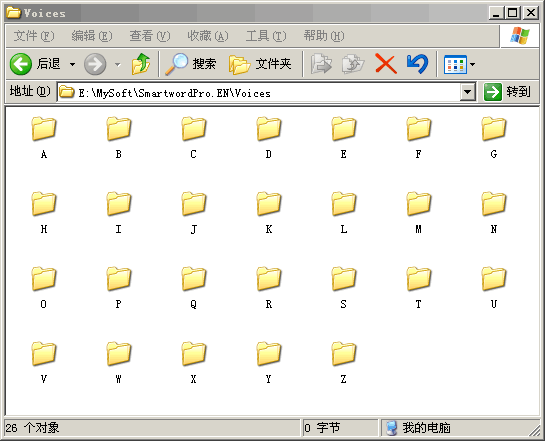 Voices
文件(F) 编辑(E) 查看(V) 收藏(A) 工具(T) 帮助(H)
后退 搜索 文件夹
地址(D) E:\MySoft\SmartwordPro.EN\Voices 转到
A B C D E F G
H I J K L M N
O P Q R S T U
V W X Y Z
26 个对象 0 字节 我的电脑